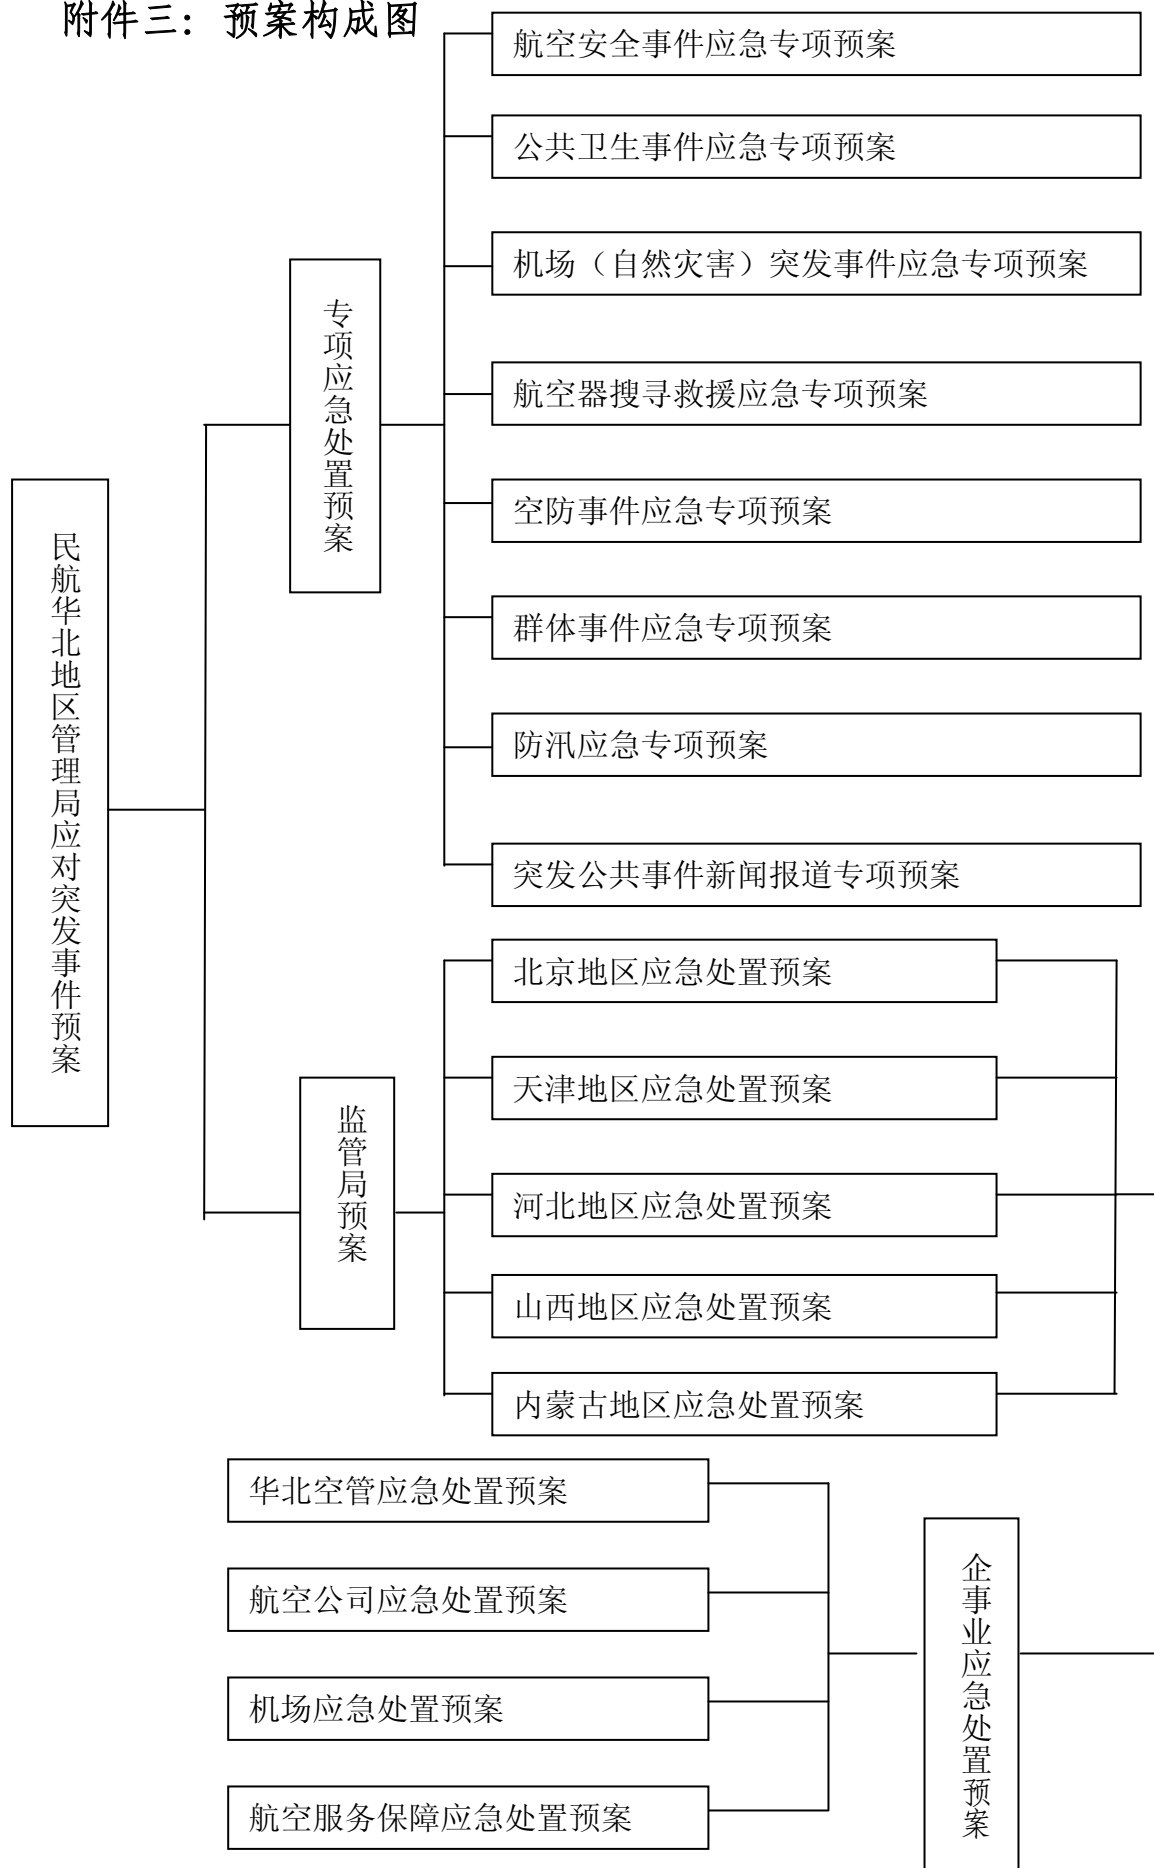 附件三：预案构成图
航空安全事件应急专项预案
公共卫生事件应急专项预案
机场（自然灾害）突发事件应急专项预案
专项应急处置预案
航空器搜寻救援应急专项预案
空防事件应急专项预案
民航华北地区管理局应对突发事件预案
群体事件应急专项预案
防汛应急专项预案
突发公共事件新闻报道专项预案
北京地区应急处置预案
天津地区应急处置预案
监管局预案
河北地区应急处置预案
山西地区应急处置预案
内蒙古地区应急处置预案
华北空管应急处置预案
航空公司应急处置预案
企事业应急处置预案
机场应急处置预案
航空服务保障应急处置预案